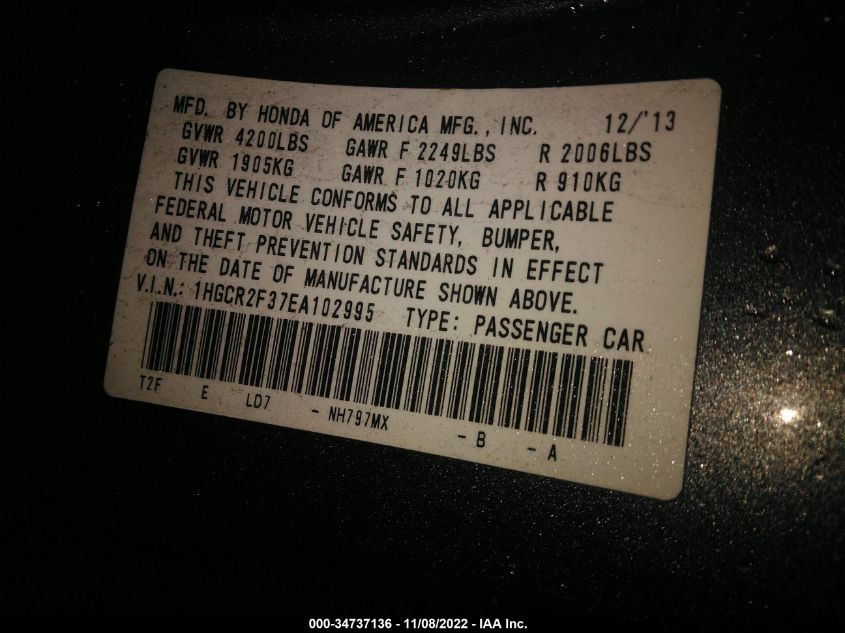 MFD. BY HONDA OF AMERICA MFG., INC. 12/'13
GVWR 4200LBS GAWR F 2249LBS R 2006LBS
GVWR 1905KG GAWR F 1020KG R 910KG
THIS VEHICLE CONFORMS TO ALL APPLICABLE
FEDERAL MOTOR VEHICLE SAFETY, BUMPER,
AND THEFT PREVENTION STANDARDS IN EFFECT
ON THE DATE OF MANUFACTURE SHOWN ABOVE.
V.I.N.: 1HGCR2F37EA102995 TYPE: PASSENGER CAR
T2F E LD7 - NH797MX - B - A
000-34737136 - 11/08/2022 - IAA Inc.